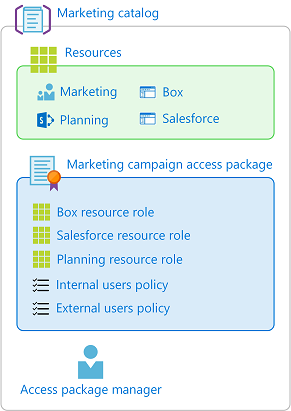 Marketing catalog
Resources
Marketing
Box
Planning
Salesforce
Marketing campaign access package
Box resource role
Salesforce resource role
Planning resource role
Internal users policy
External users policy
Access package manager